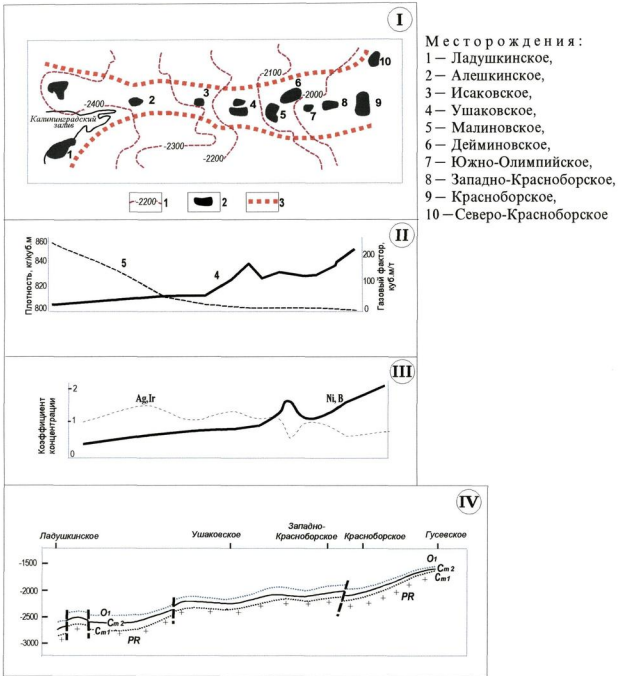 I
-2100
10
-2400
2
3
6
-2000
4
5
7
8
9
Калининградский
залив
1
-2300
-2200
-2200- 1
2
3
Месторождения:
1 – Ладушкинское,
2 – Алешкинское,
3 – Исаковское,
4 – Ушаковское,
5 – Малиновское,
6 – Дейминовское,
7 – Южно-Олимпийское,
8 – Западно-Красноборское,
9 – Красноборское,
10 – Северо-Красноборское
II
Плотность, кг/куб.м
860
840
820
800
5
4
200
100
0
Газовый фактор,
куб.м/т
III
Коэффициент
концентрации
2
1
0
Ag,Ir
Ni, B
IV
Ладушкинское
Ушаковское
Западно-
Красноборское
Красноборское
Гусевское
-1500
-2000
-2500
-3000
O1
Cm2
Cm1
O1
Cm 2
Cm1
PR
PR